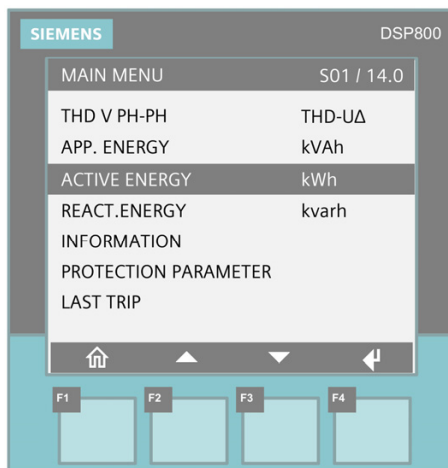 SIEMENS DSP800
MAIN MENU S01 / 14.0
THD V PH-PH THD-UΔ
APP. ENERGY kVAh
ACTIVE ENERGY kWh
REACT.ENERGY kvarh
INFORMATION
PROTECTION PARAMETER
LAST TRIP
F1 F2 F3 F4